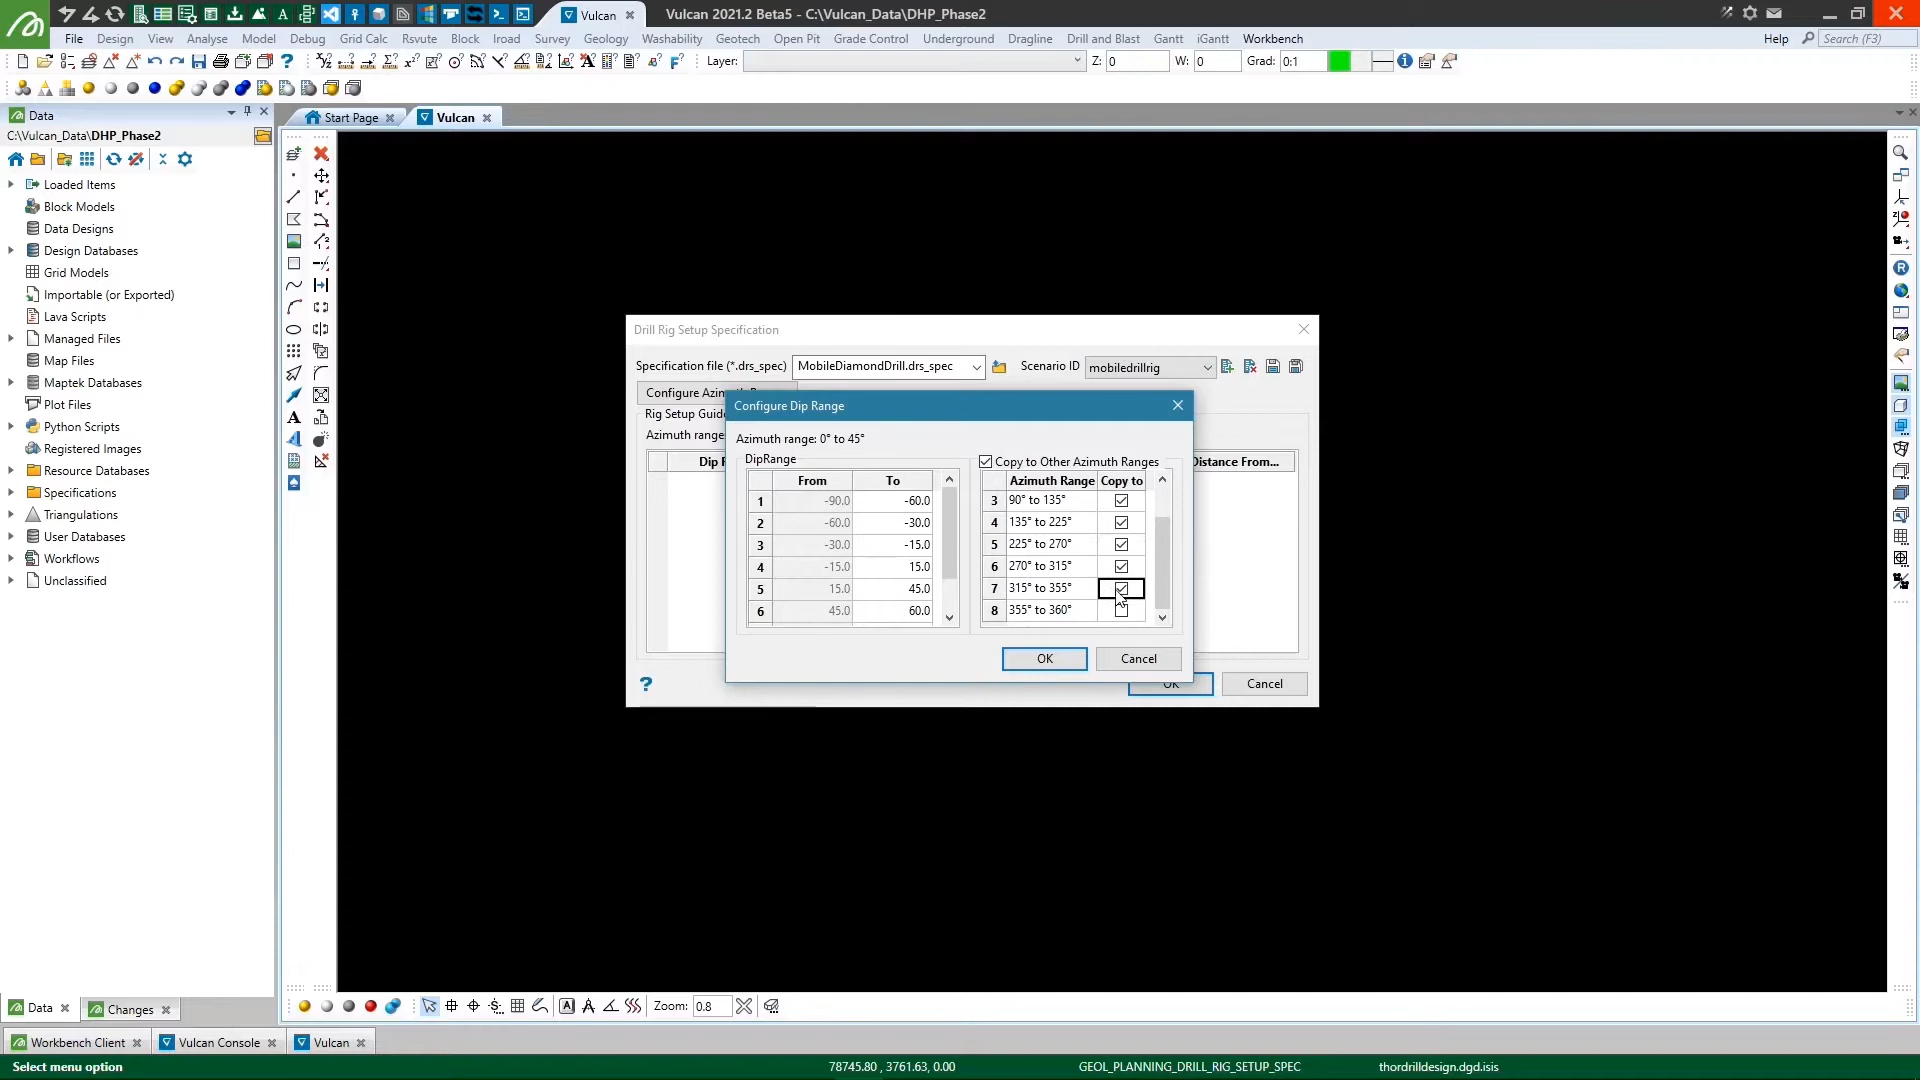 Vulcan
Vulcan 2021.2 Beta5 - C:\Vulcan_Data\DHP_Phase2
File Design View Analyse Model Debug Grid Calc Rsvute Block Iroad Survey Geology Washability Geotech Open Pit Grade Control Underground Dragline Drill and Blast Gantt iGantt Workbench Help Search (F3)
Layer: Z: 0 W: 0 Grad: 0:1
Data
C:\Vulcan_Data\DHP_Phase2
Start Page Vulcan
Loaded Items
Block Models
Data Designs
Design Databases
Grid Models
Importable (or Exported)
Lava Scripts
Managed Files
Map Files
Maptek Databases
Plot Files
Python Scripts
Registered Images
Resource Databases
Specifications
Triangulations
User Databases
Workflows
Unclassified
Drill Rig Setup Specification
Specification file (*.drs_spec) MobileDiamondDrill.drs_spec Scenario ID mobiledrillrig
Configure Azim
Rig Setup Guide
Azimuth range
Dip Distance From...
Configure Dip Range
Azimuth range: 0° to 45°
DipRange Copy to Other Azimuth Ranges
From To Azimuth Range Copy to
1 -90.0 -60.0 3 90° to 135°
2 -60.0 -30.0 4 135° to 225°
3 -30.0 -15.0 5 225° to 270°
4 -15.0 15.0 6 270° to 315°
5 15.0 45.0 7 315° to 355°
6 45.0 60.0 8 355° to 360°
OK Cancel
OK Cancel
Data Changes
Zoom: 0.8
Workbench Client Vulcan Console Vulcan
Select menu option 78745.80 , 3761.63, 0.00 GEOL_PLANNING_DRILL_RIG_SETUP_SPEC thordrilldesign.dgd.isis